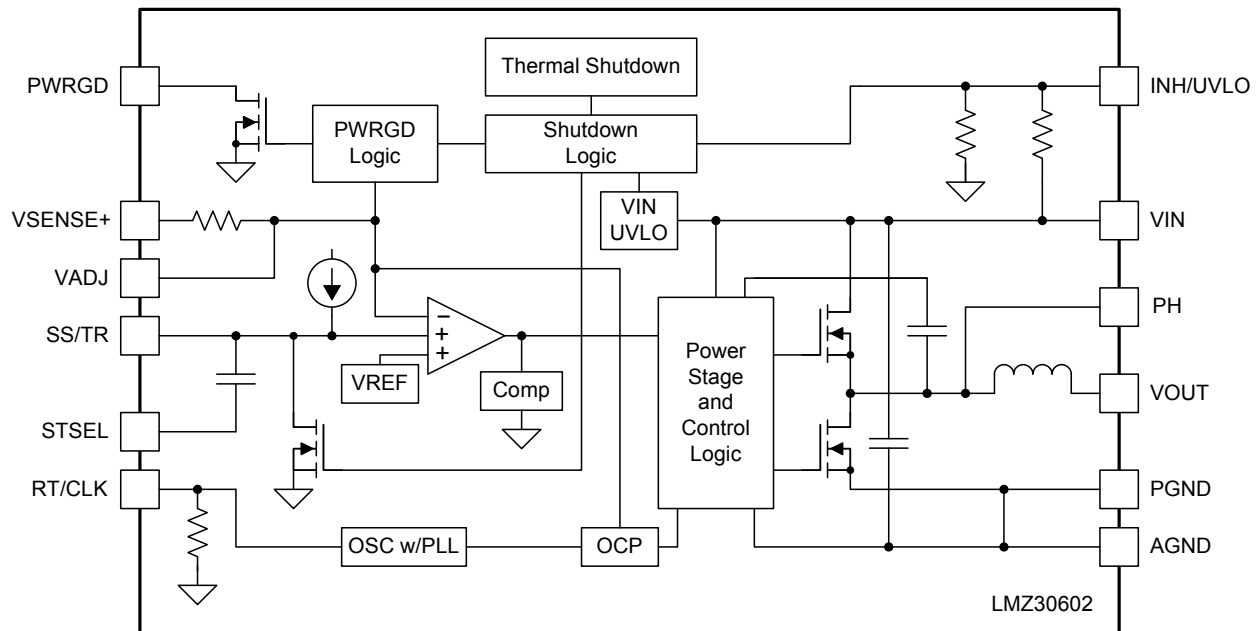 Thermal Shutdown
PWRGD
INH/UVLO
PWRGD
Logic
Shutdown
Logic
VSENSE+
VIN
UVLO
VIN
VADJ
SS/TR
PH
−
+
+
VREF
Comp
Power
Stage
and
Control
Logic
VOUT
STSEL
RT/CLK
PGND
OSC w/PLL
OCP
AGND
LMZ30602